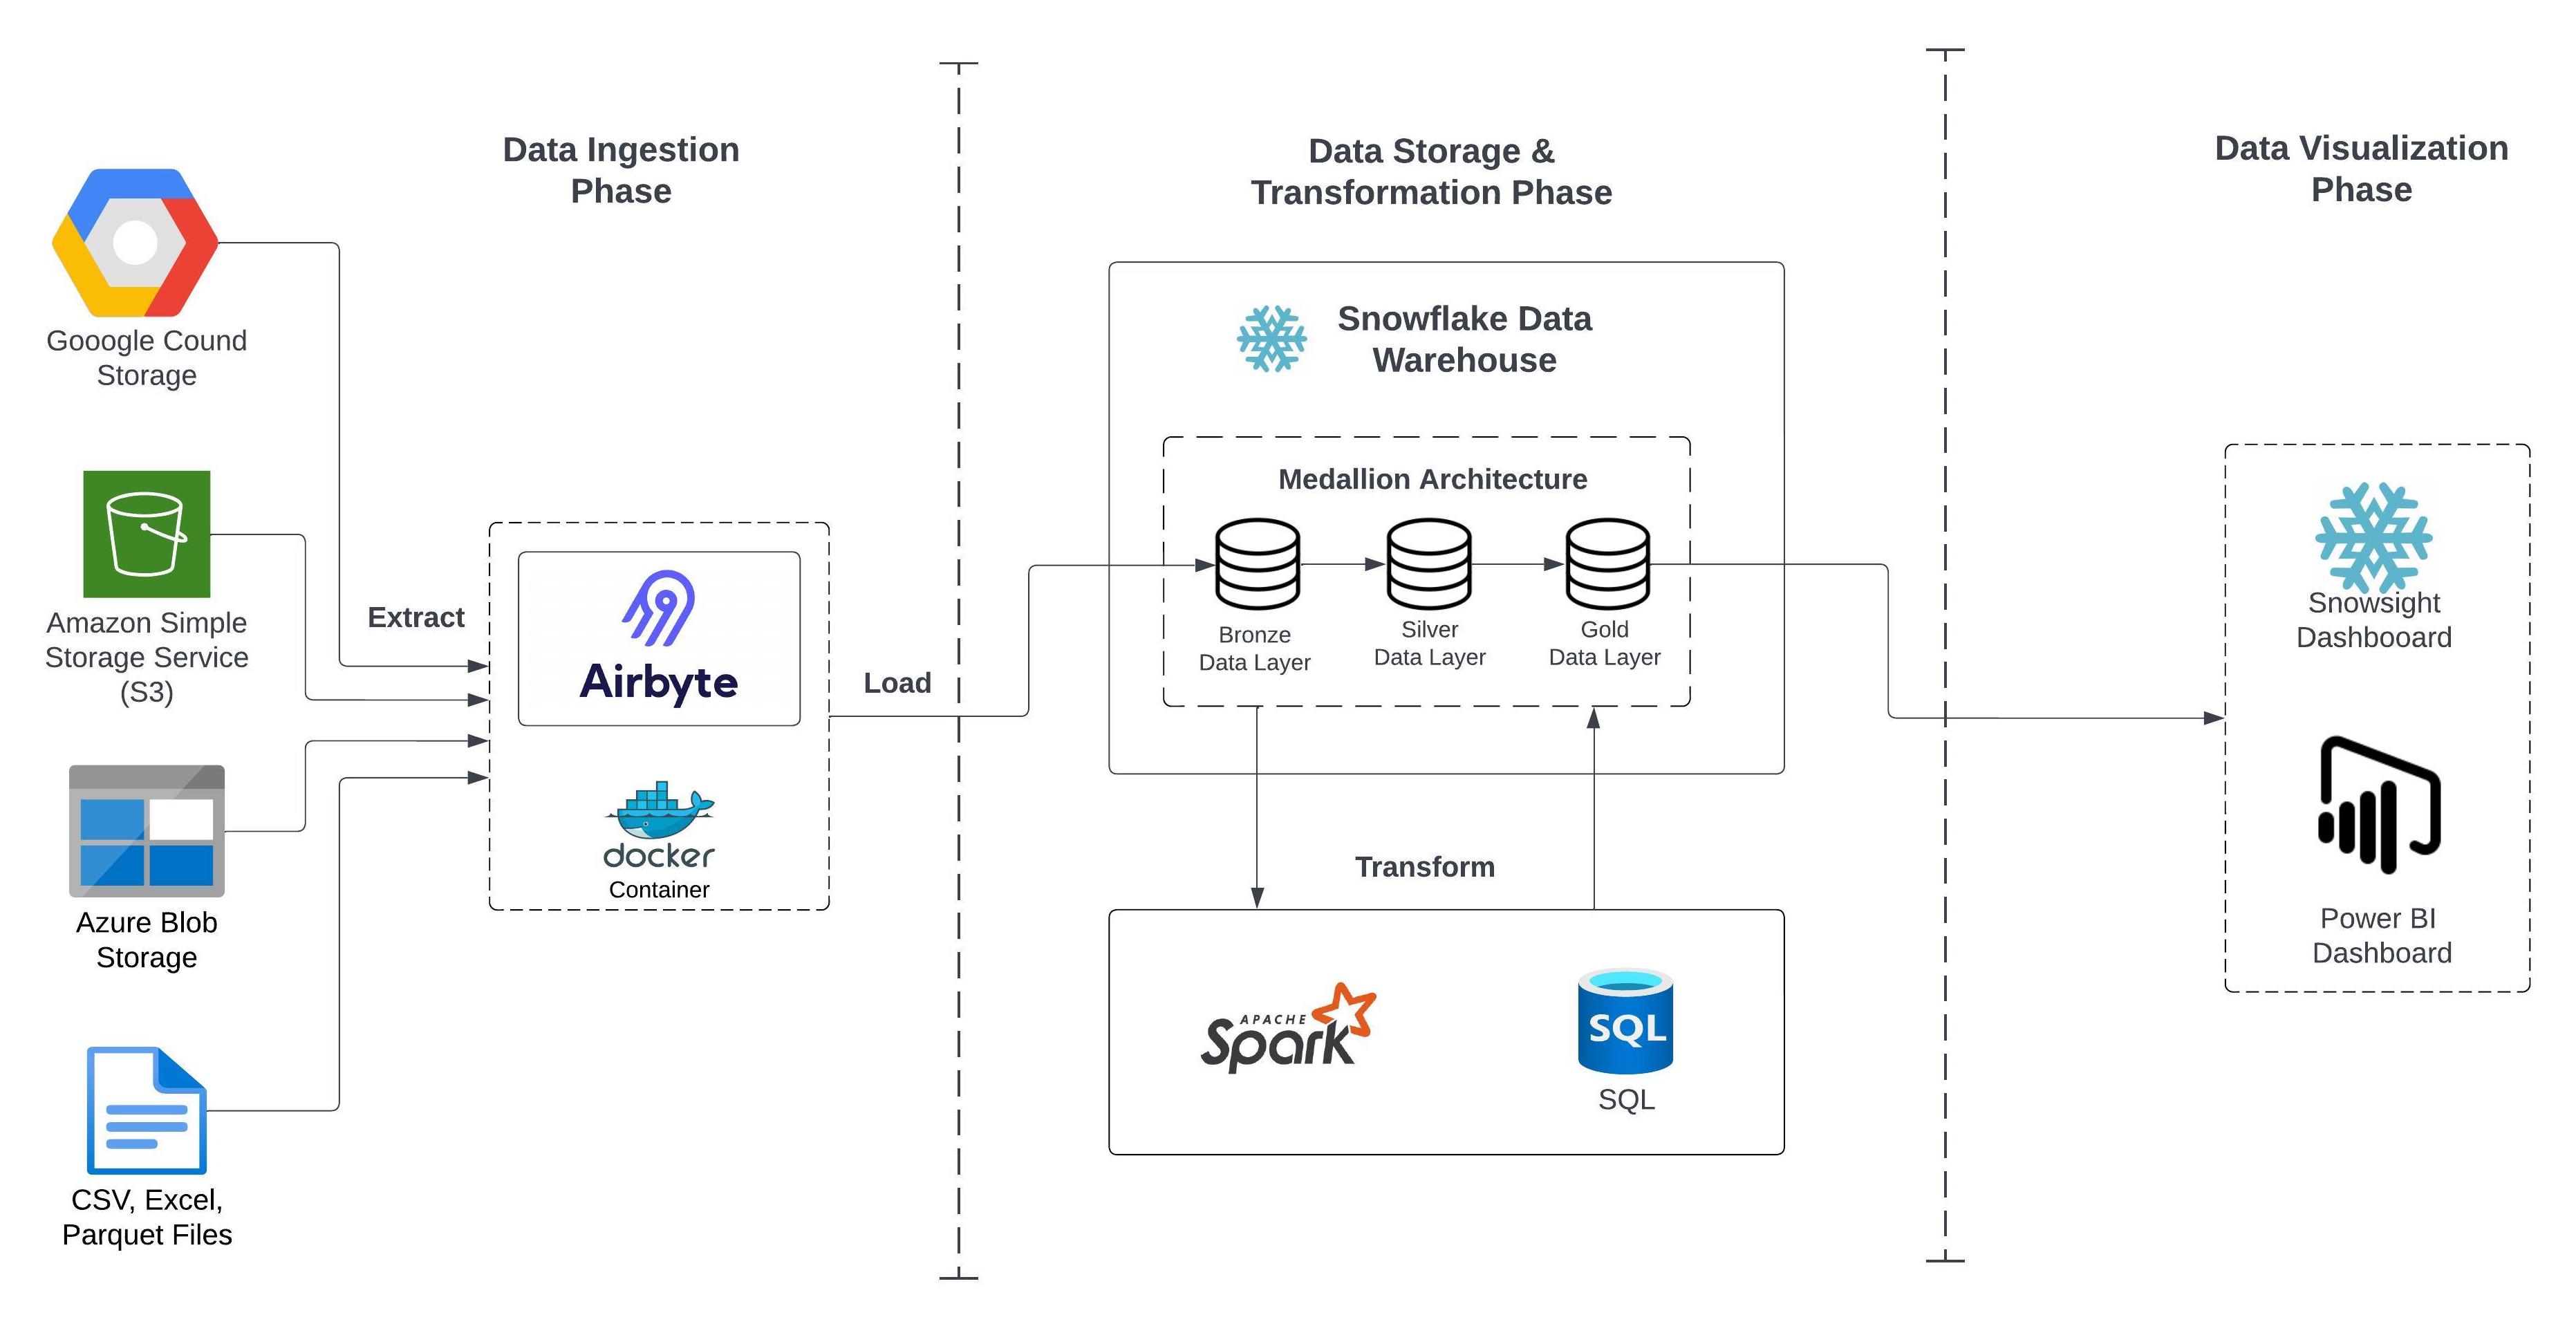 Data Ingestion
Phase
Data Storage &
Transformation Phase
Data Visualization
Phase
Gooogle Cound
Storage
Amazon Simple
Storage Service
(S3)
Azure Blob
Storage
CSV, Excel,
Parquet Files
Extract
Airbyte
docker
Container
Load
Snowflake Data
Warehouse
Medallion Architecture
Bronze
Data Layer
Silver
Data Layer
Gold
Data Layer
Transform
APACHE
Spark
SQL
SQL
Snowsight
Dashbooard
Power BI
Dashboard